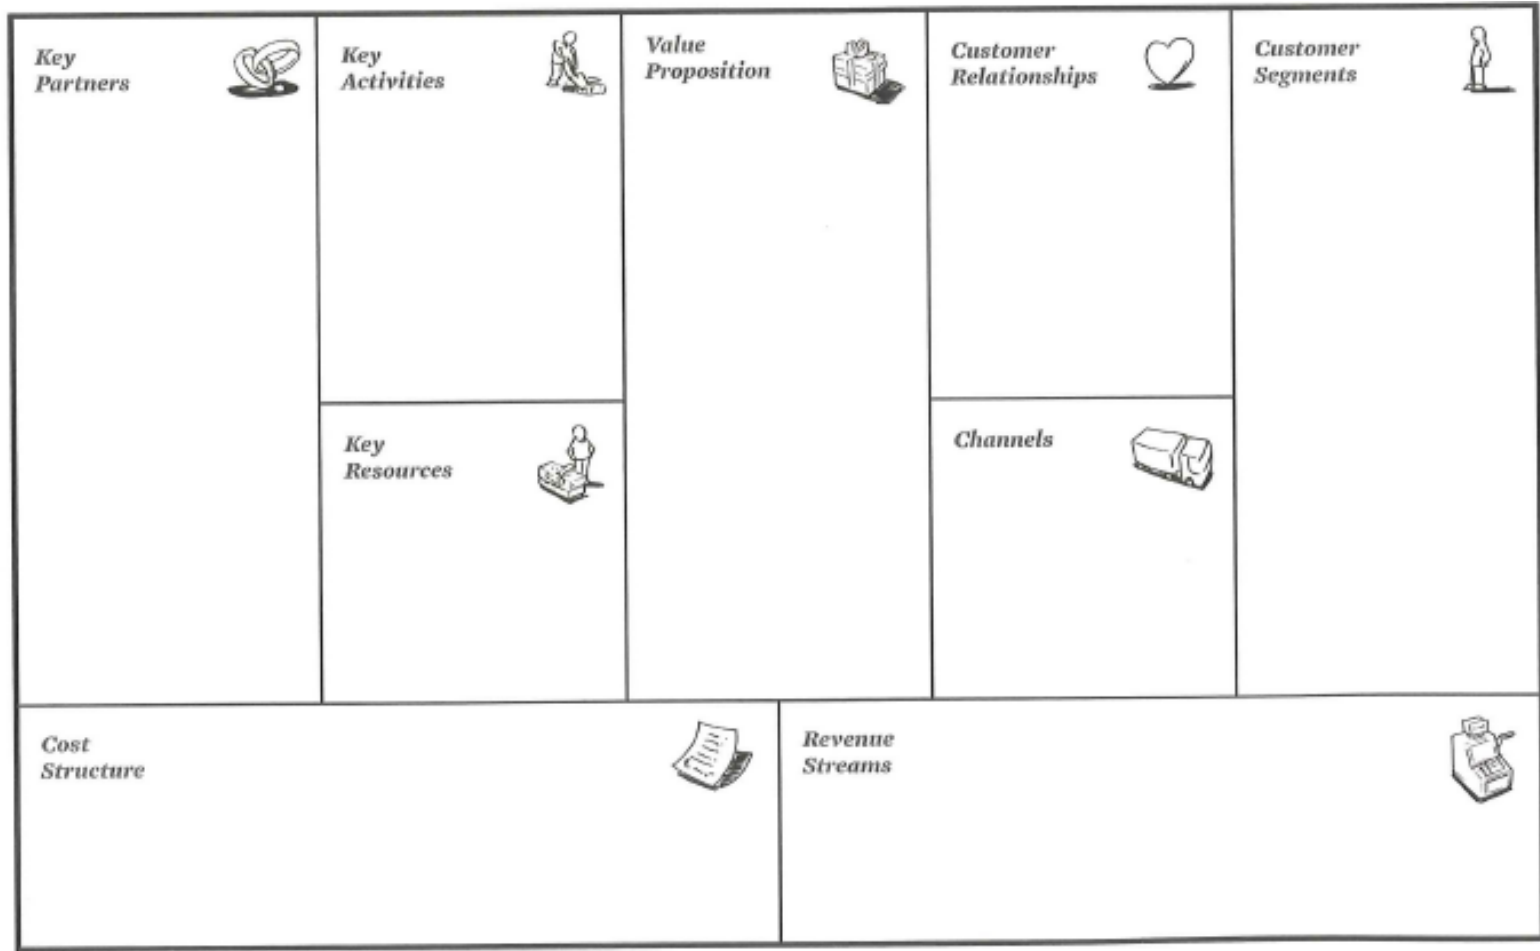 Key
Partners
Key
Activities
Value
Proposition
Customer
Relationships
Customer
Segments
Key
Resources
Channels
Cost
Structure
Revenue
Streams